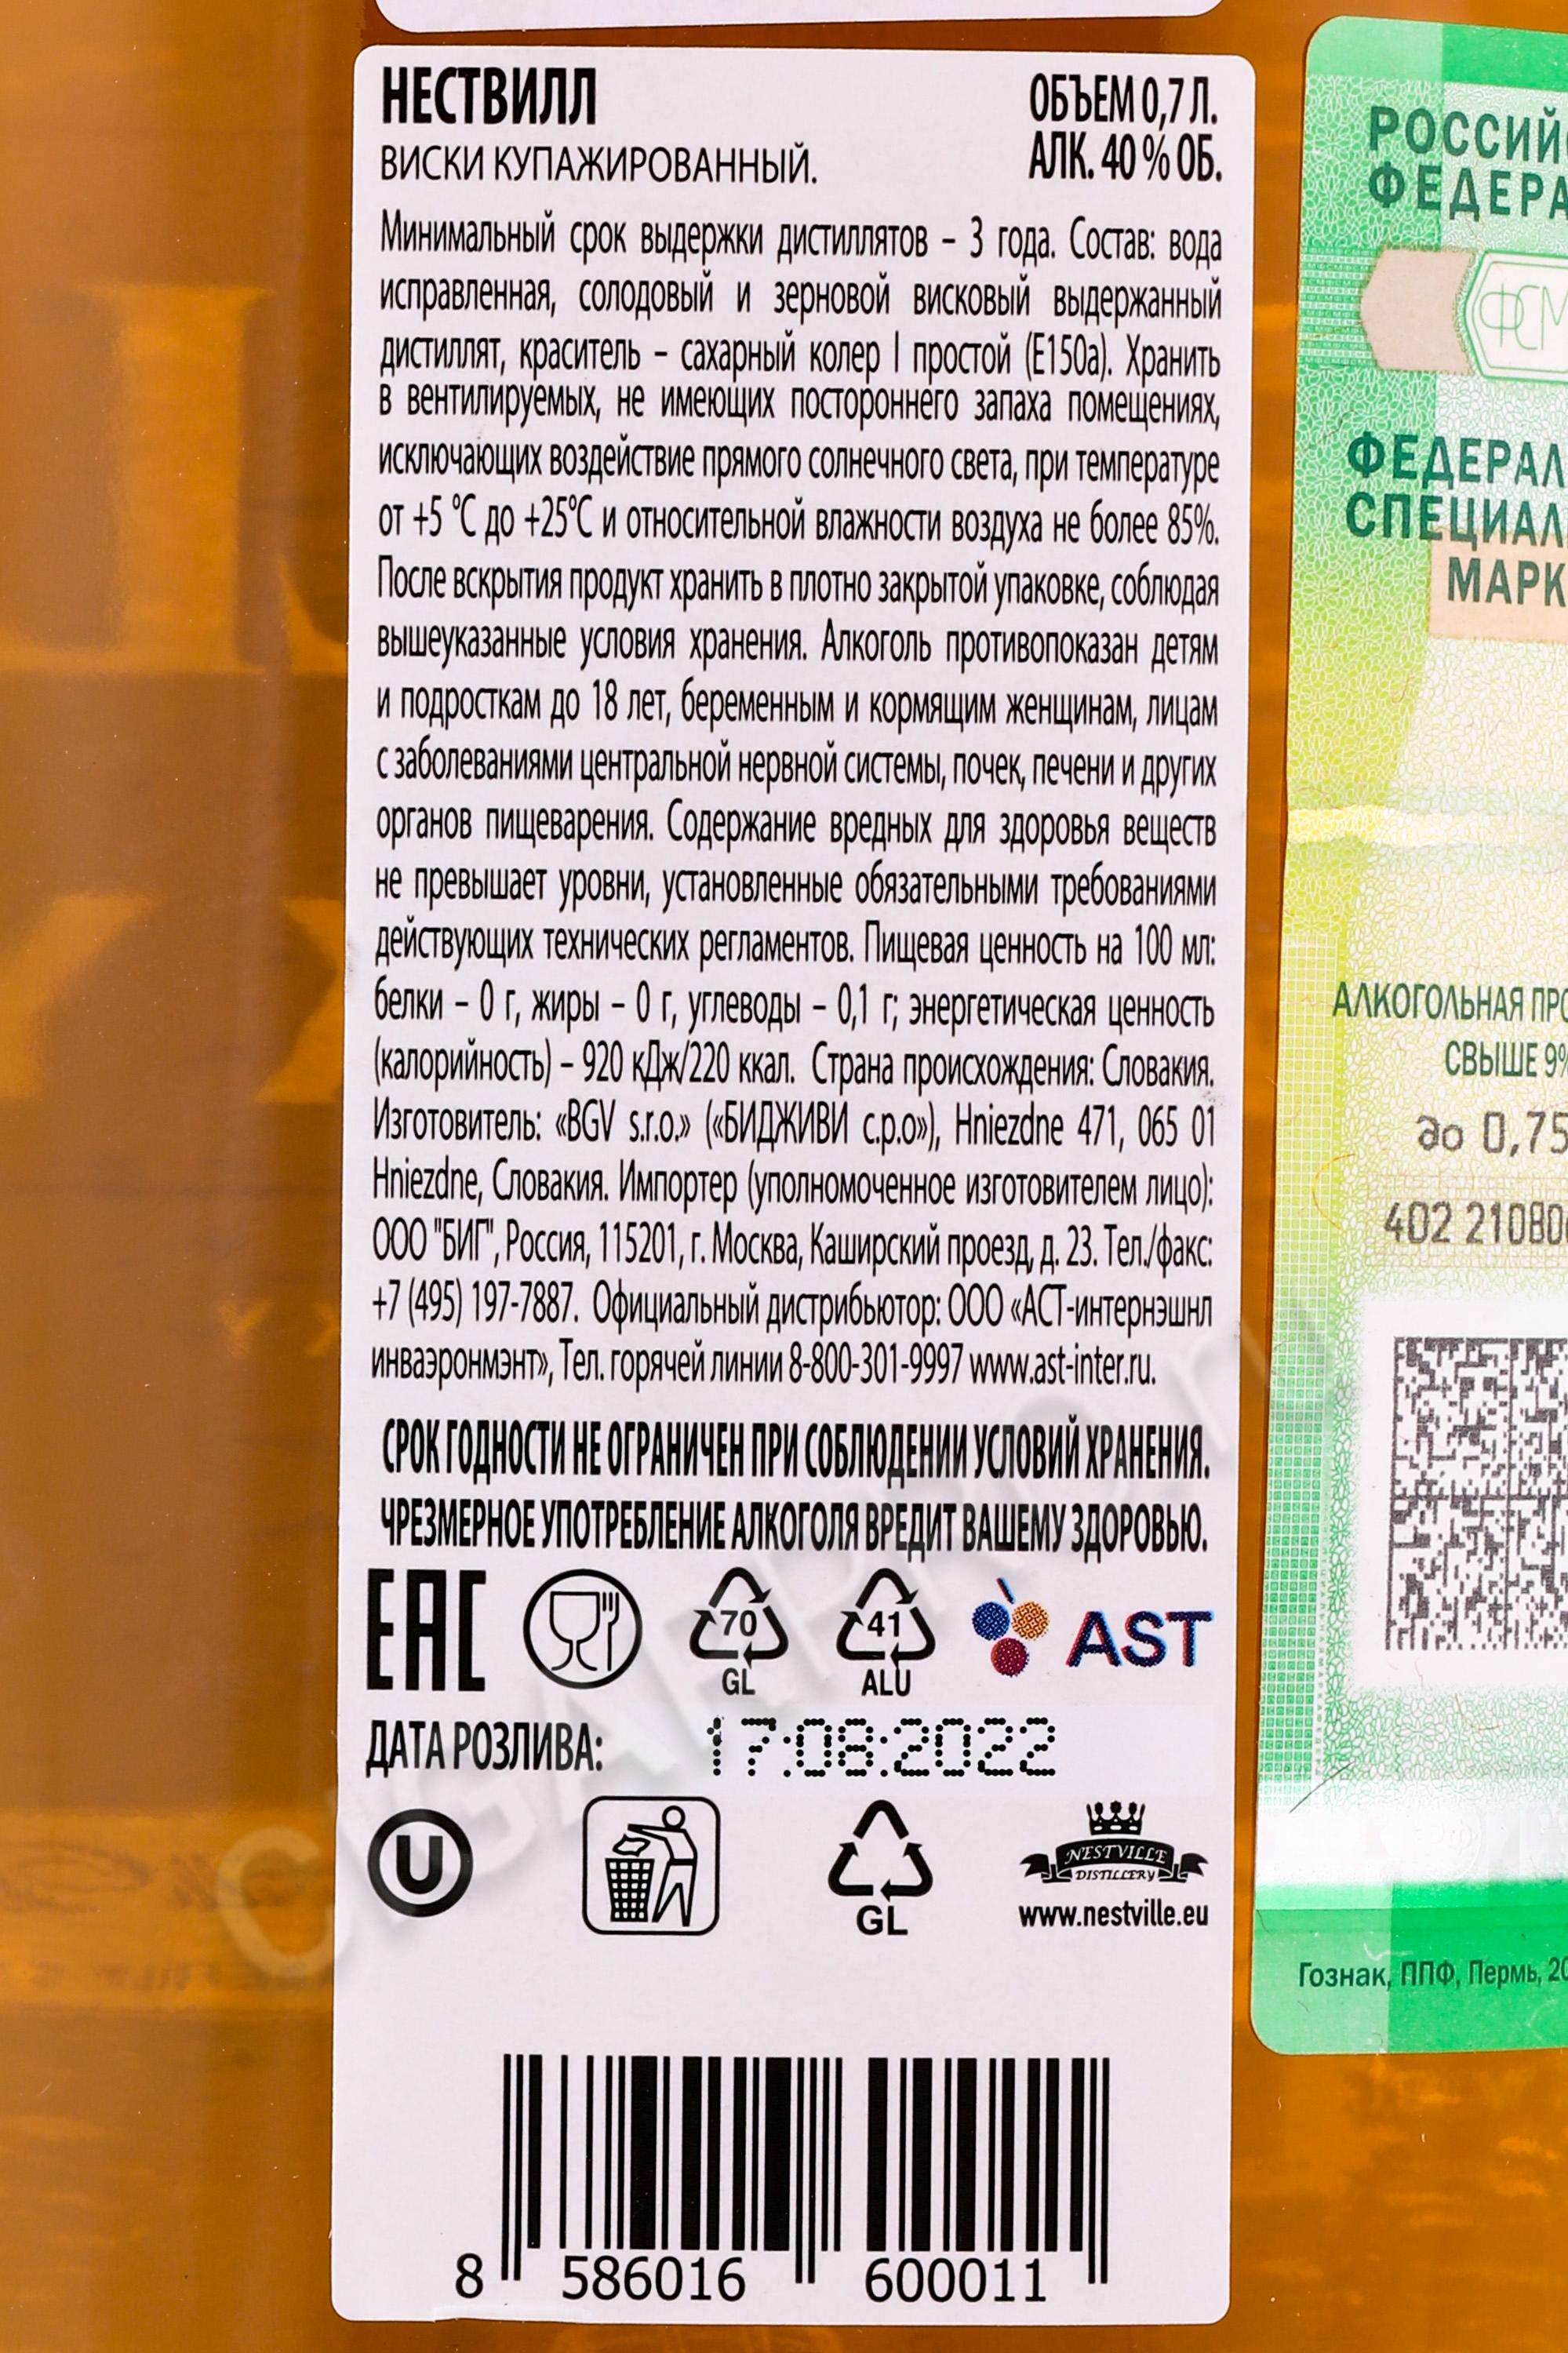 НЕСТВИЛЛ
ОБЪЕМ 0,7 Л.
ВИСКИ КУПАЖИРОВАННЫЙ.
АЛК. 40 % ОБ.
Минимальный срок выдержки дистиллятов – 3 года. Состав: вода
исправленная, солодовый и зерновой висковый выдержанный
дистиллят, краситель – сахарный колер I простой (Е150а). Хранить
в вентилируемых, не имеющих постороннего запаха помещениях,
исключающих воздействие прямого солнечного света, при температуре
от +5 °С до +25°С и относительной влажности воздуха не более 85%.
После вскрытия продукт хранить в плотно закрытой упаковке, соблюдая
вышеуказанные условия хранения. Алкоголь противопоказан детям
и подросткам до 18 лет, беременным и кормящим женщинам, лицам
с заболеваниями центральной нервной системы, почек, печени и других
органов пищеварения. Содержание вредных для здоровья веществ
не превышает уровни, установленные обязательными требованиями
действующих технических регламентов. Пищевая ценность на 100 мл:
белки – 0 г, жиры – 0 г, углеводы – 0,1 г; энергетическая ценность
(калорийность) – 920 кДж/220 ккал. Страна происхождения: Словакия.
Изготовитель: «BGV s.r.o.» («БИДЖИВИ с.р.о»), Hniezdne 471, 065 01
Hniezdne, Словакия. Импортер (уполномоченное изготовителем лицо):
ООО "БИГ", Россия, 115201, г. Москва, Каширский проезд, д. 23. Тел./факс:
+7 (495) 197-7887. Официальный дистрибьютор: ООО «АСТ-интернэшнл
инваэронмэнт», Тел. горячей линии 8-800-301-9997 www.ast-inter.ru.
СРОК ГОДНОСТИ НЕ ОГРАНИЧЕН ПРИ СОБЛЮДЕНИИ УСЛОВИЙ ХРАНЕНИЯ.
ЧРЕЗМЕРНОЕ УПОТРЕБЛЕНИЕ АЛКОГОЛЯ ВРЕДИТ ВАШЕМУ ЗДОРОВЬЮ.
EAC
70
GL
41
ALU
AST
ДАТА РОЗЛИВА: 17:08:2022
U
GL
NESTVILLE
DISTILLERY
www.nestville.eu
8 586016 600011
РОССИЙ
ФЕДЕРА
ФСМ
ФЕДЕРАЛ
СПЕЦИАЛ
МАРК
АЛКОГОЛЬНАЯ ПРО
СВЫШЕ 9%
до 0,75
402 21080
Гознак, ППФ, Пермь, 20